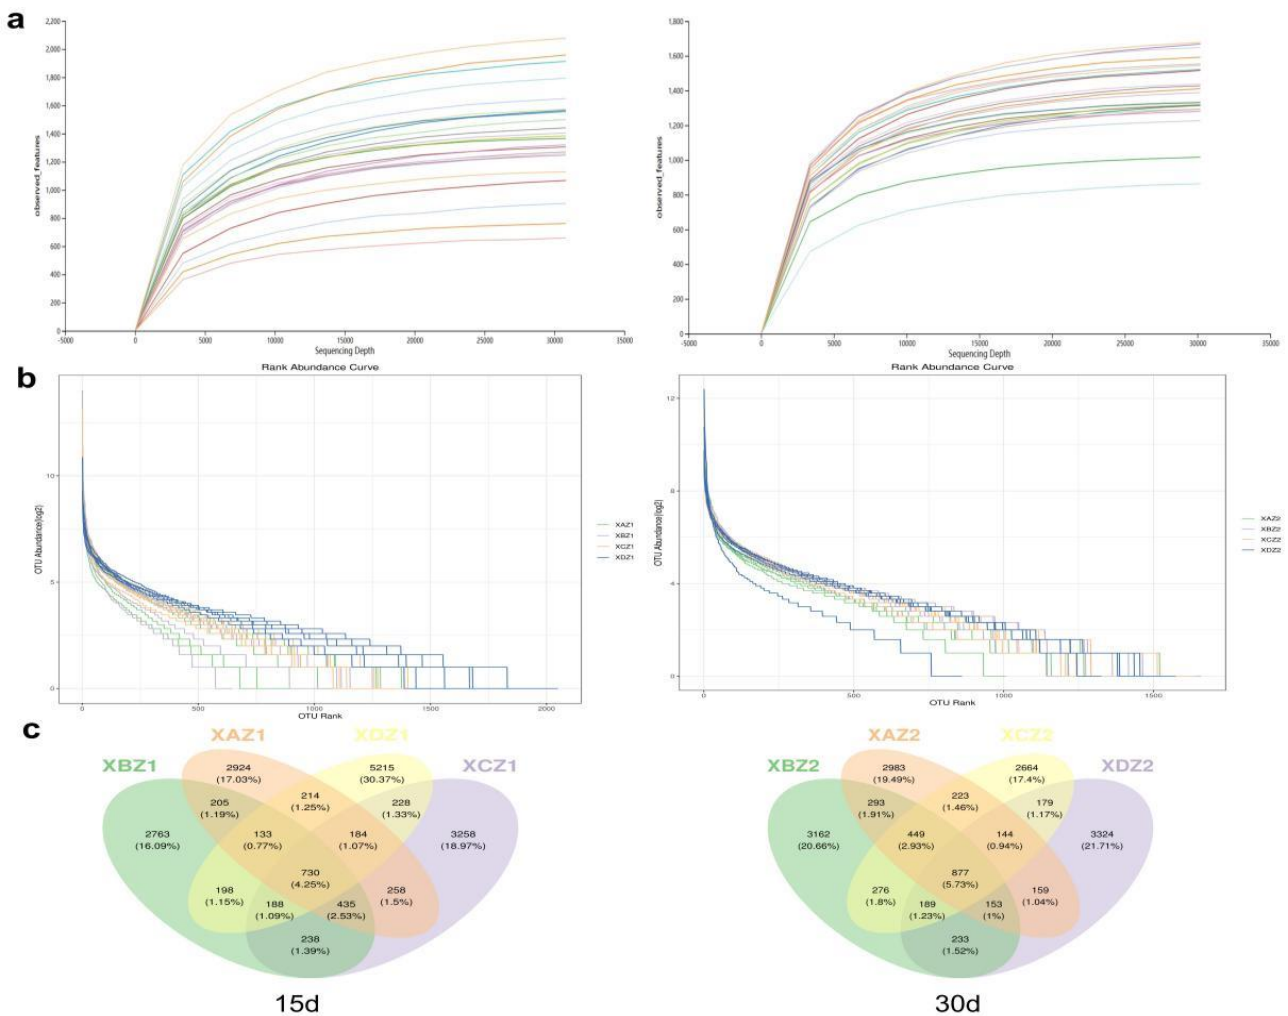 a
2,200
2,000
1,800
1,600
1,400
1,200
1,000
800
600
400
200
0
observed_features
-5000 0 5000 10000 15000 20000 25000 30000 35000
Sequencing Depth
1,800
1,600
1,400
1,200
1,000
800
600
400
200
0
observed_features
-5000 0 5000 10000 15000 20000 25000 30000 35000
Sequencing Depth
b
Rank Abundance Curve
10
5
0
OTU Abundance(log2)
0 500 1000 1500 2000
OTU Rank
XAZ1
XBZ1
XCZ1
XDZ1
Rank Abundance Curve
12
8
4
0
OTU Abundance(log2)
0 500 1000 1500
OTU Rank
XAZ2
XBZ2
XCZ2
XDZ2
c
XAZ1 XDZ1
XBZ1 XCZ1
2924 5215
(17.03%) (30.37%)
205 214 228
(1.19%) (1.25%) (1.33%)
2763 133 184 3258
(16.09%) (0.77%) (1.07%) (18.97%)
730
(4.25%)
198 258
(1.15%) (1.5%)
188 435
(1.09%) (2.53%)
238
(1.39%)
15d
XAZ2 XCZ2
XBZ2 XDZ2
2983 2664
(19.49%) (17.4%)
293 223 179
(1.91%) (1.46%) (1.17%)
3162 449 144 3324
(20.66%) (2.93%) (0.94%) (21.71%)
877
(5.73%)
276 159
(1.8%) (1.04%)
189 153
(1.23%) (1%)
233
(1.52%)
30d